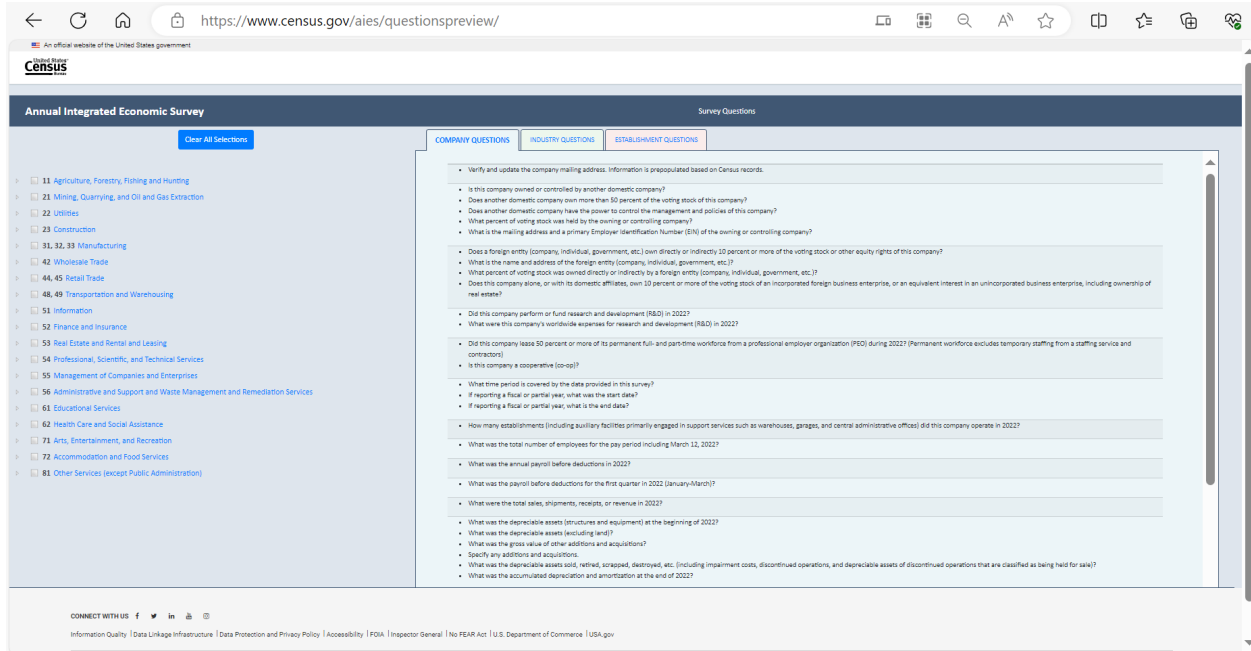 https://www.census.gov/aies/questionspreview/
An official website of the United States government
United States®
Census
Bureau
Annual Integrated Economic Survey
Survey Questions
Clear All Selections
11 Agriculture, Forestry, Fishing and Hunting
21 Mining, Quarrying, and Oil and Gas Extraction
22 Utilities
23 Construction
31, 32, 33 Manufacturing
42 Wholesale Trade
44, 45 Retail Trade
48, 49 Transportation and Warehousing
51 Information
52 Finance and Insurance
53 Real Estate and Rental and Leasing
54 Professional, Scientific, and Technical Services
55 Management of Companies and Enterprises
56 Administrative and Support and Waste Management and Remediation Services
61 Educational Services
62 Health Care and Social Assistance
71 Arts, Entertainment, and Recreation
72 Accommodation and Food Services
81 Other Services (except Public Administration)
COMPANY QUESTIONS
INDUSTRY QUESTIONS
ESTABLISHMENT QUESTIONS
• Verify and update the company mailing address. Information is prepopulated based on Census records.
• Is this company owned or controlled by another domestic company?
• Does another domestic company own more than 50 percent of the voting stock of this company?
• Does another domestic company have the power to control the management and policies of this company?
• What percent of voting stock was held by the owning or controlling company?
• What is the mailing address and a primary Employer Identification Number (EIN) of the owning or controlling company?
• Does a foreign entity (company, individual, government, etc.) own directly or indirectly 10 percent or more of the voting stock or other equity rights of this company?
• What is the name and address of the foreign entity (company, individual, government, etc.)?
• What percent of voting stock was owned directly or indirectly by a foreign entity (company, individual, government, etc.)?
• Does this company alone, or with its domestic affiliates, own 10 percent or more of the voting stock of an incorporated foreign business enterprise, or an equivalent interest in an unincorporated business enterprise, including ownership of
real estate?
• Did this company perform or fund research and development (R&D) in 2022?
• What were this company's worldwide expenses for research and development (R&D) in 2022?
• Did this company lease 50 percent or more of its permanent full- and part-time workforce from a professional employer organization (PEO) during 2022? (Permanent workforce excludes temporary staffing from a staffing service and
contractors)
• Is this company a cooperative (co-op)?
• What time period is covered by the data provided in this survey?
• If reporting a fiscal or partial year, what was the start date?
• If reporting a fiscal or partial year, what is the end date?
• How many establishments (including auxiliary facilities primarily engaged in support services such as warehouses, garages, and central administrative offices) did this company operate in 2022?
• What was the total number of employees for the pay period including March 12, 2022?
• What was the annual payroll before deductions in 2022?
• What was the payroll before deductions for the first quarter in 2022 (January-March)?
• What were the total sales, shipments, receipts, or revenue in 2022?
• What was the depreciable assets (structures and equipment) at the beginning of 2022?
• What was the depreciable assets (excluding land)?
• What was the gross value of other additions and acquisitions?
• Specify any additions and acquisitions.
• What was the depreciable assets sold, retired, scrapped, destroyed, etc. (including impairment costs, discontinued operations, and depreciable assets of discontinued operations that are classified as being held for sale)?
• What was the accumulated depreciation and amortization at the end of 2022?
CONNECT WITH US
Information Quality | Data Linkage Infrastructure | Data Protection and Privacy Policy | Accessibility | FOIA | Inspector General | No FEAR Act | U.S. Department of Commerce | USA.gov